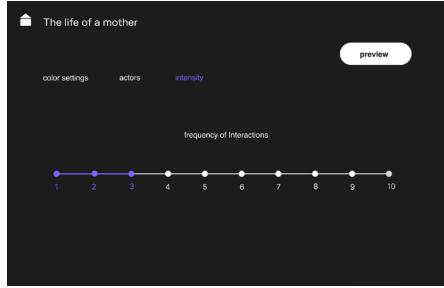 The life of a mother
preview
color settings actors intensity
frequency of Interactions
1 2 3 4 5 6 7 8 9 10